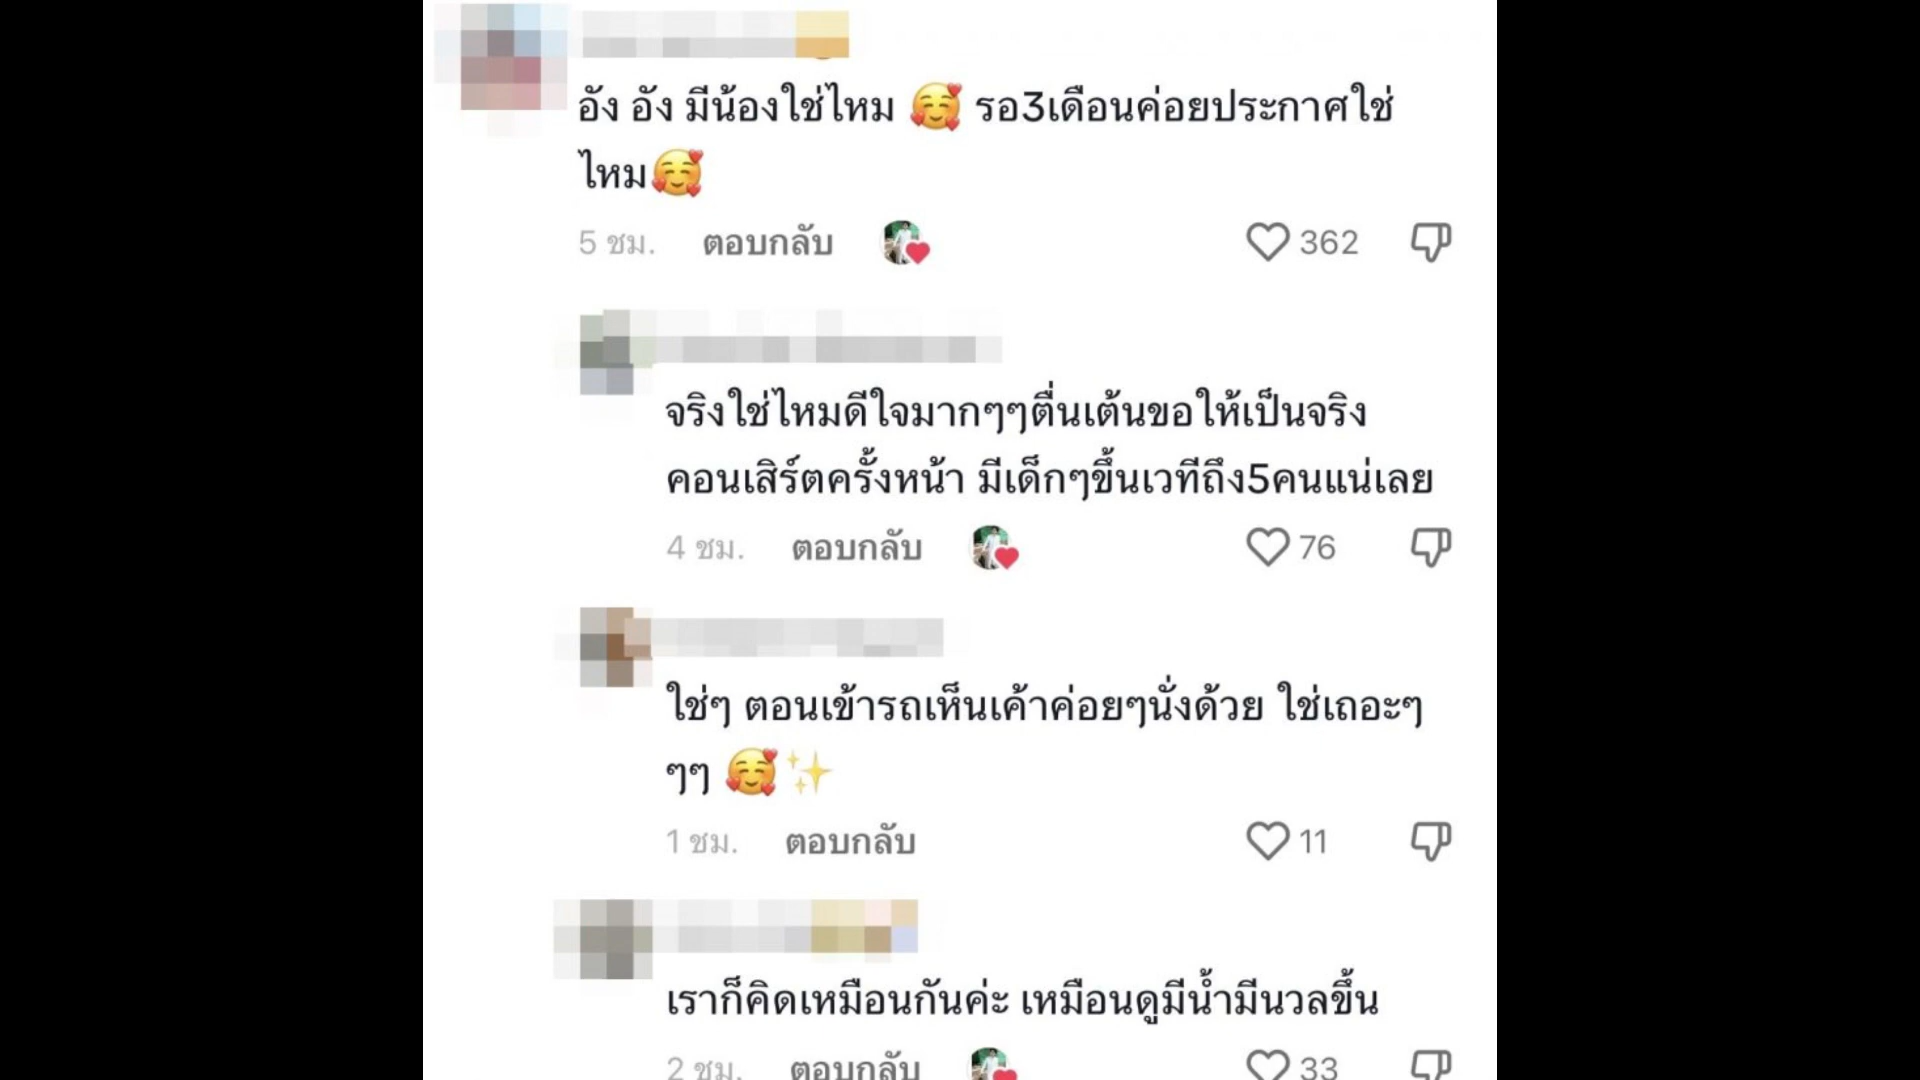 อัง อัง มีน้องใช่ไหม 🥰 รอ3เดือนค่อยประกาศใช่
ไหม🥰
5 ชม. ตอบกลับ 362
จริงใช่ไหมดีใจมากๆๆตื่นเต้นขอให้เป็นจริง
คอนเสิร์ตครั้งหน้า มีเด็กๆขึ้นเวทีถึง5คนแน่เลย
4 ชม. ตอบกลับ 76
ใช่ๆ ตอนเข้ารถเห็นเค้าค่อยๆนั่งด้วย ใช่เถอะๆ
ๆๆ 🥰✨
1 ชม. ตอบกลับ 11
เราก็คิดเหมือนกันค่ะ เหมือนดูมีน้ำมีนวลขึ้น
2 ชม. ตอบกลับ 33